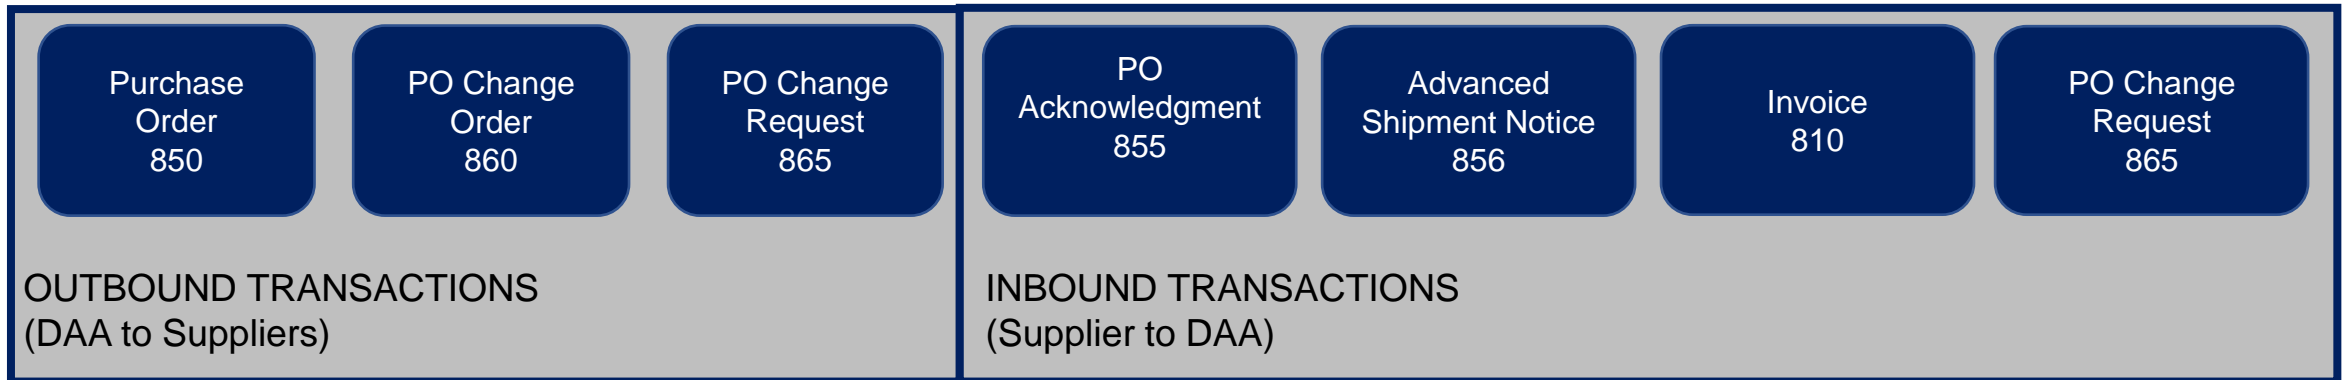 Purchase
Order
850
PO Change
Order
860
PO Change
Request
865
OUTBOUND TRANSACTIONS
(DAA to Suppliers)
PO
Acknowledgment
855
Advanced
Shipment Notice
856
Invoice
810
PO Change
Request
865
INBOUND TRANSACTIONS
(Supplier to DAA)